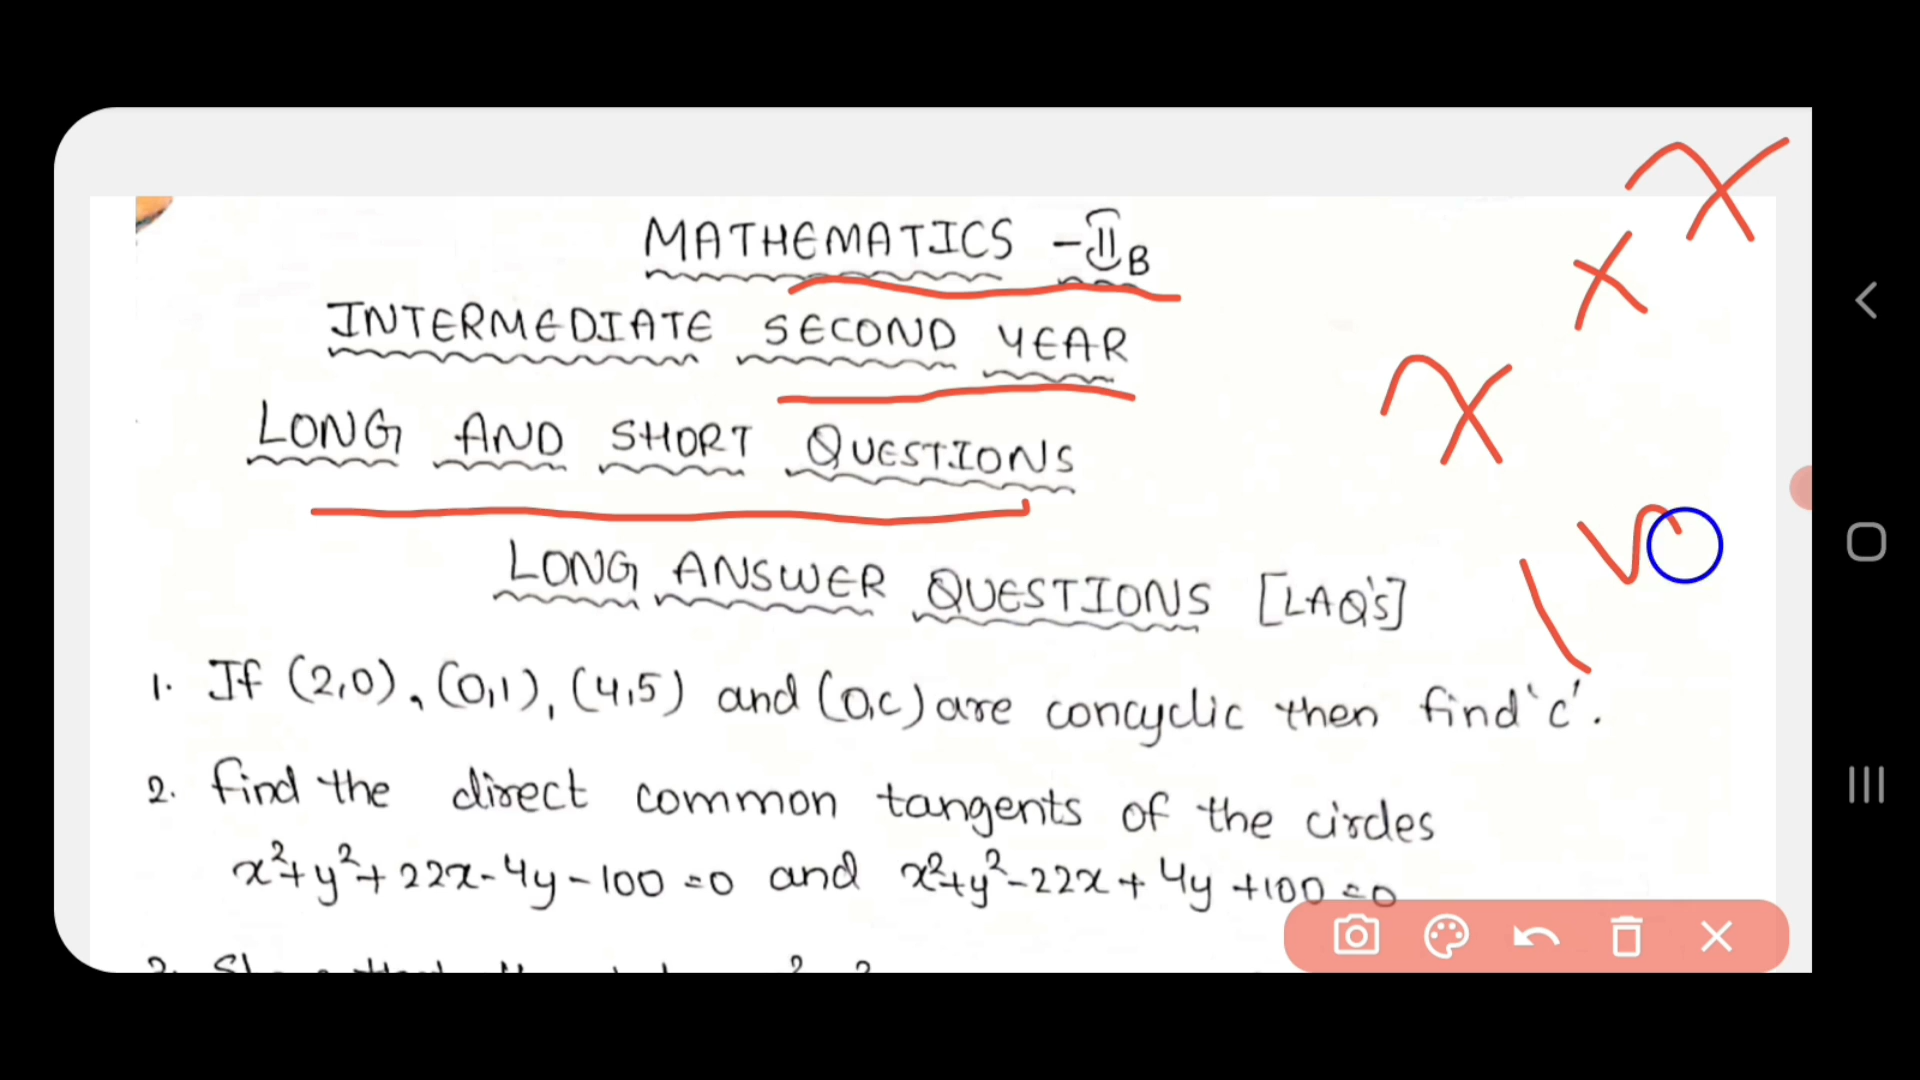 MATHEMATICS - II B
INTERMEDIATE SECOND YEAR
LONG AND SHORT QUESTIONS
LONG ANSWER QUESTIONS [LAQ's]
1. If (2,0), (0,1), (4,5) and (0,c) are concyclic then find 'c'.
2. find the direct common tangents of the circles
x²+y²+22x-4y-100=0 and x²+y²-22x+4y+100=0